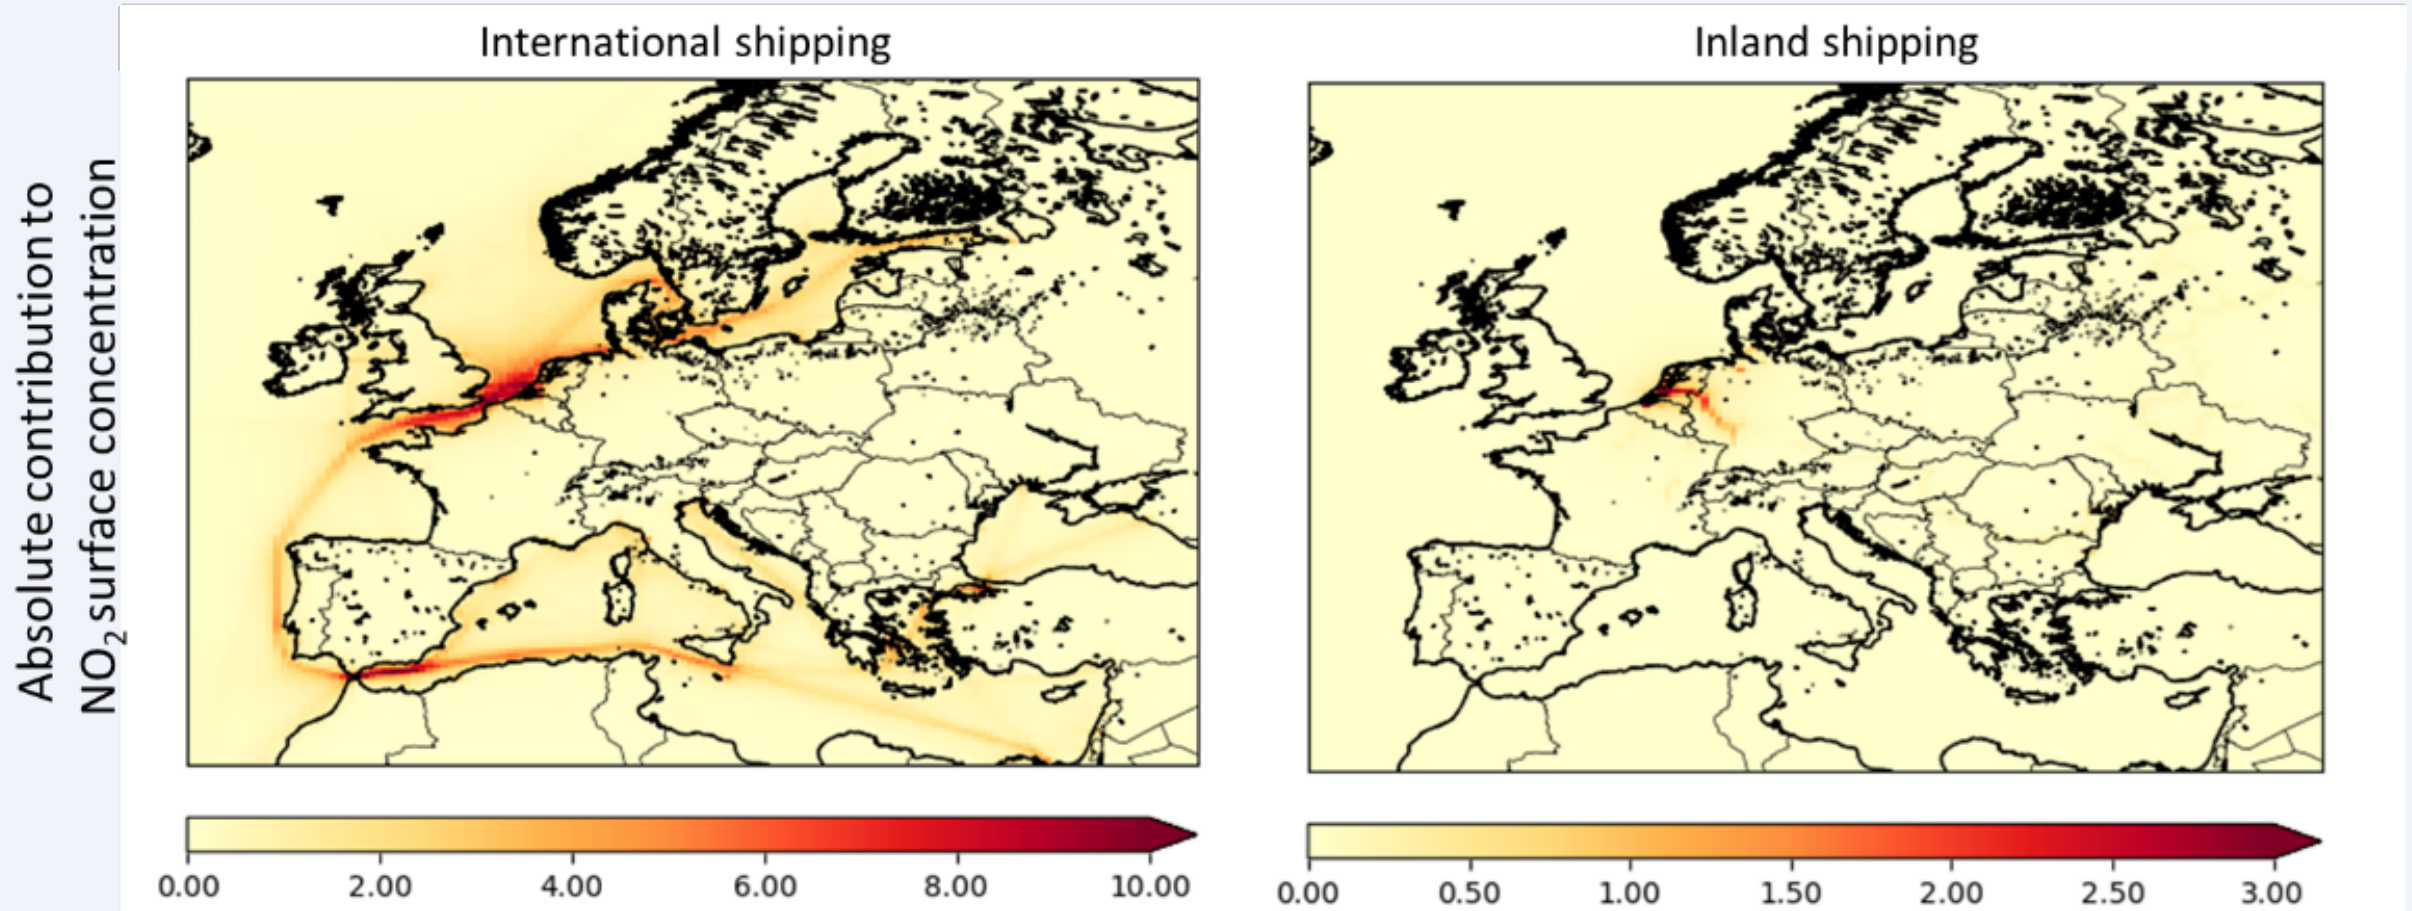 International shipping
Inland shipping
Absolute contribution to
NO₂ surface concentration
0.00 2.00 4.00 6.00 8.00 10.00
0.00 0.50 1.00 1.50 2.00 2.50 3.00